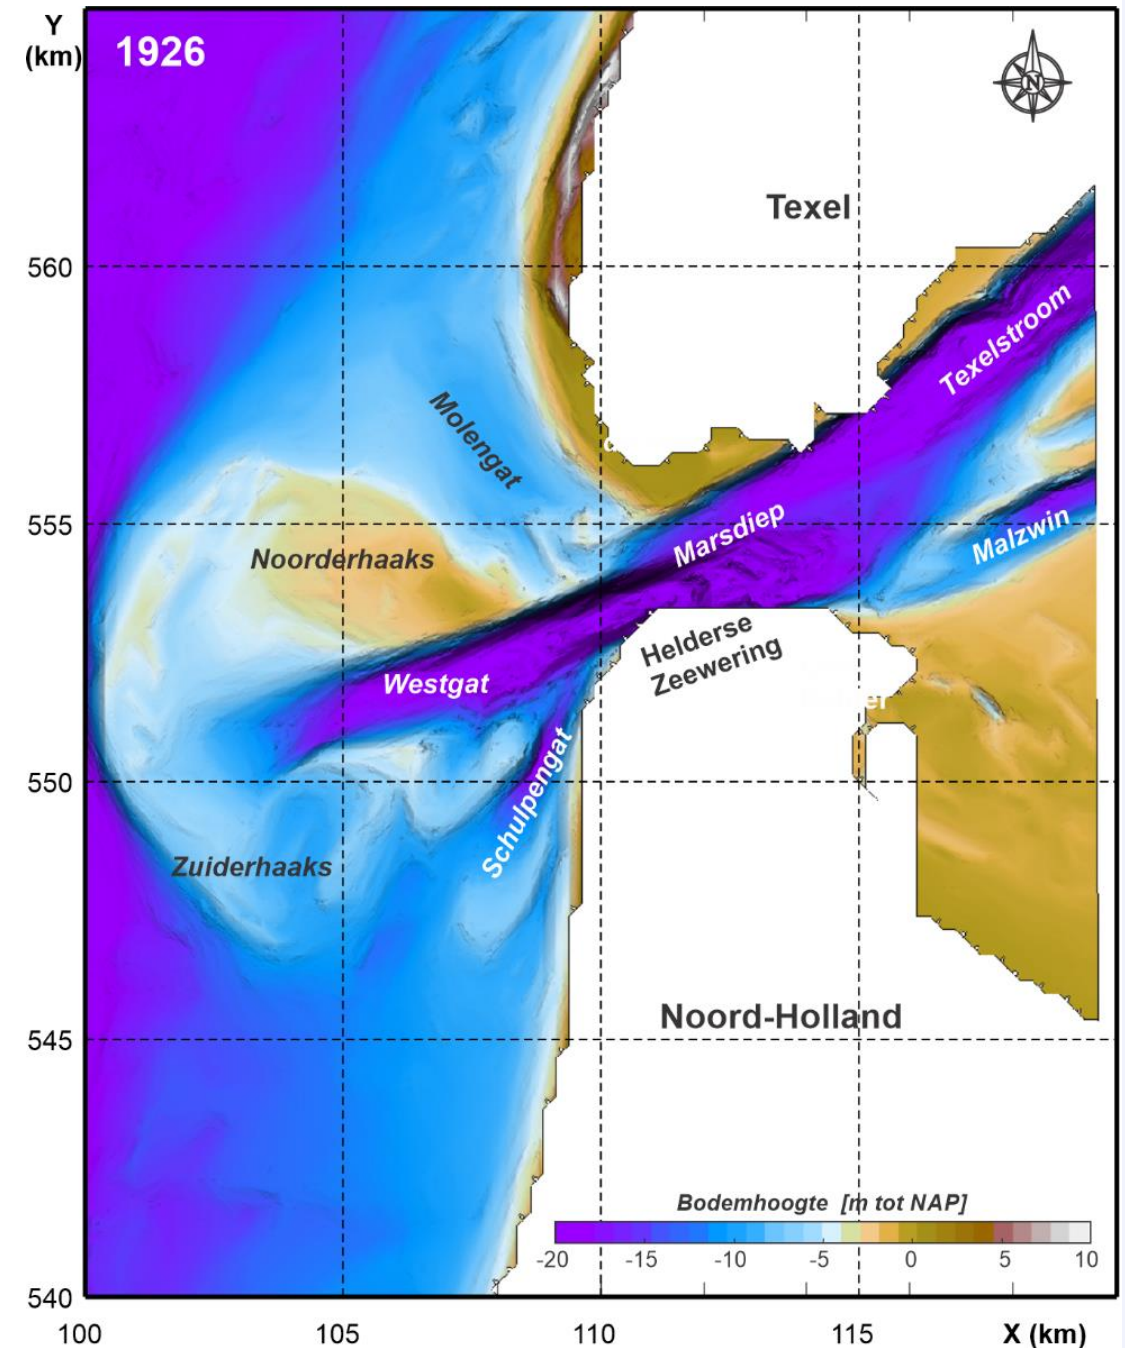 Y
(km)
1926
N
Texel
560
Texelstroom
Molengat
555
Marsdiep
Malzwin
Noorderhaaks
Helderse
Zeewering
Westgat
Schulpengat
550
Zuiderhaaks
Noord-Holland
545
Bodemhoogte [m tot NAP]
-20 -15 -10 -5 0 5 10
540
100 105 110 115 X (km)